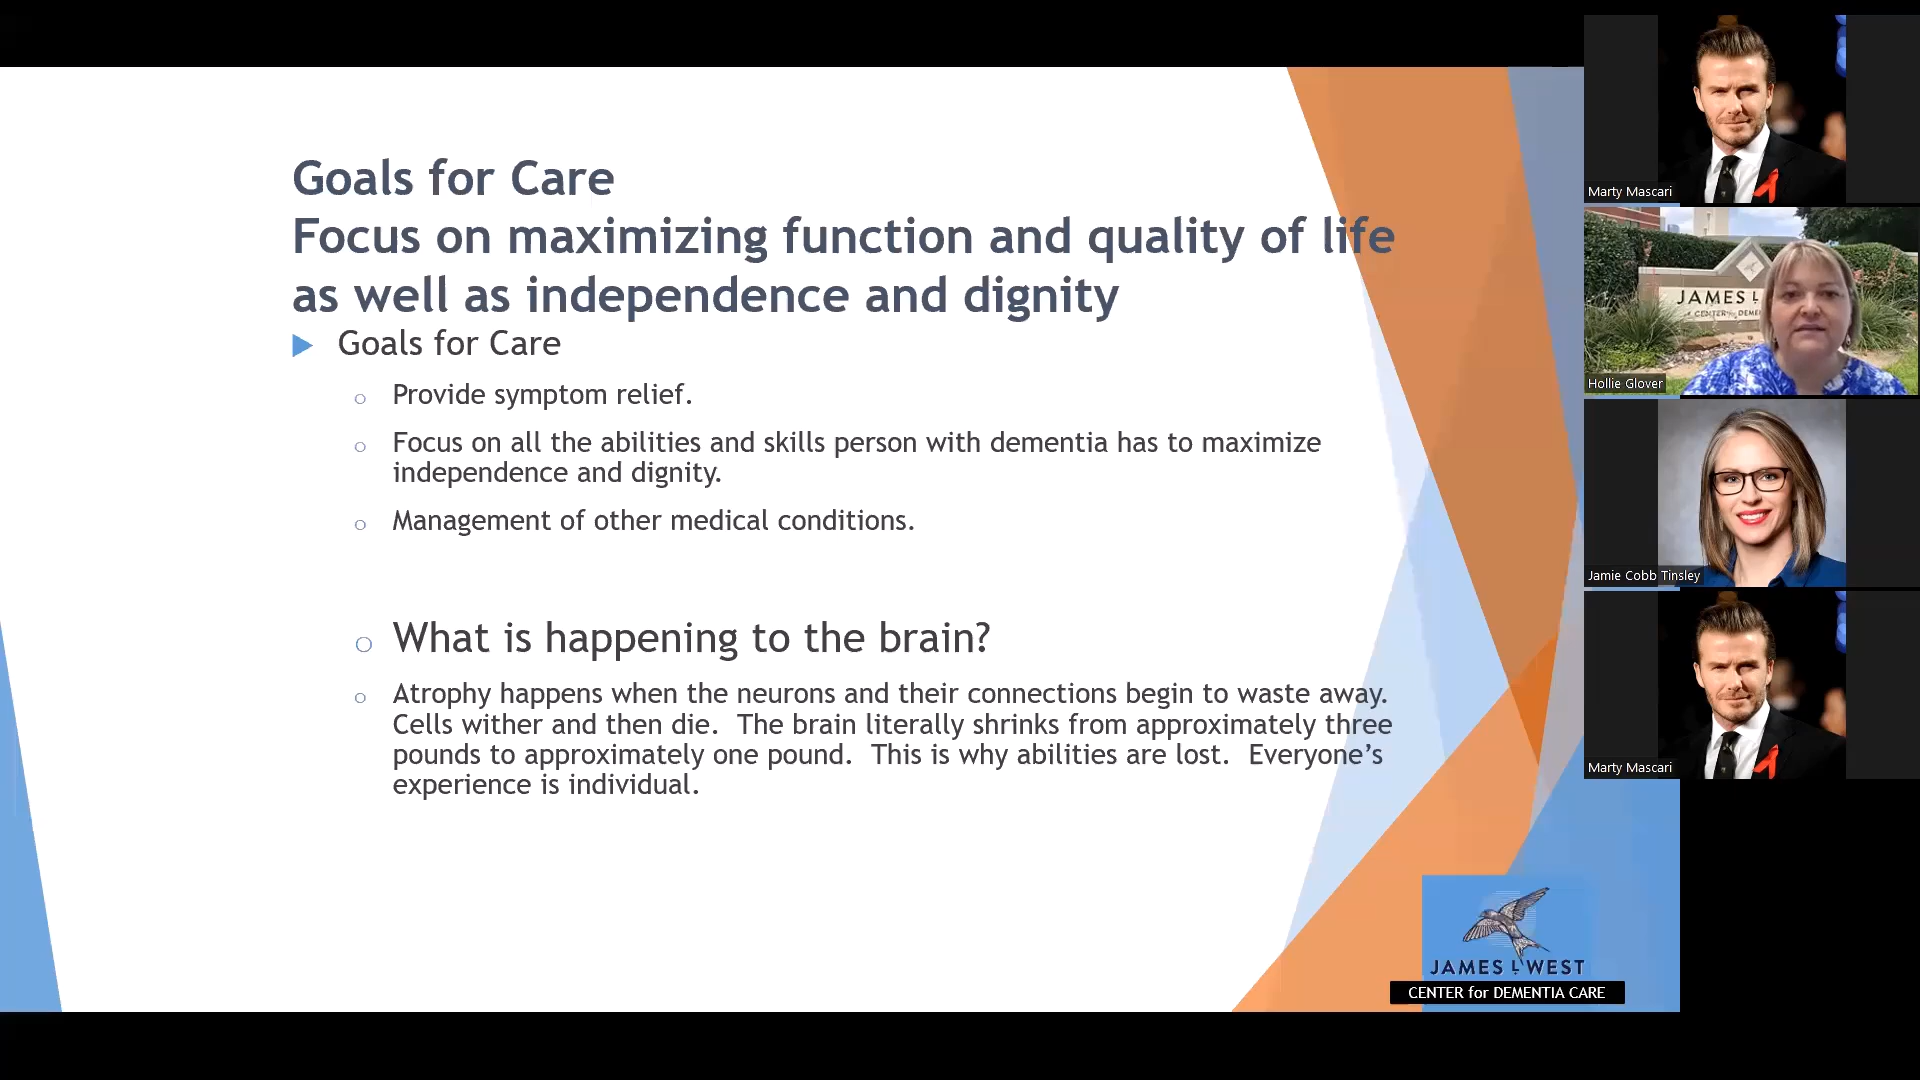 Goals for Care
Focus on maximizing function and quality of life
as well as independence and dignity
Goals for Care
Provide symptom relief.
Focus on all the abilities and skills person with dementia has to maximize
independence and dignity.
Management of other medical conditions.
What is happening to the brain?
Atrophy happens when the neurons and their connections begin to waste away.
Cells wither and then die.  The brain literally shrinks from approximately three
pounds to approximately one pound.  This is why abilities are lost.  Everyone’s
experience is individual.
JAMES L WEST
CENTER for DEMENTIA CARE
Marty Mascari
JAMES L
CENTER for DEME
Hollie Glover
Jamie Cobb Tinsley
Marty Mascari